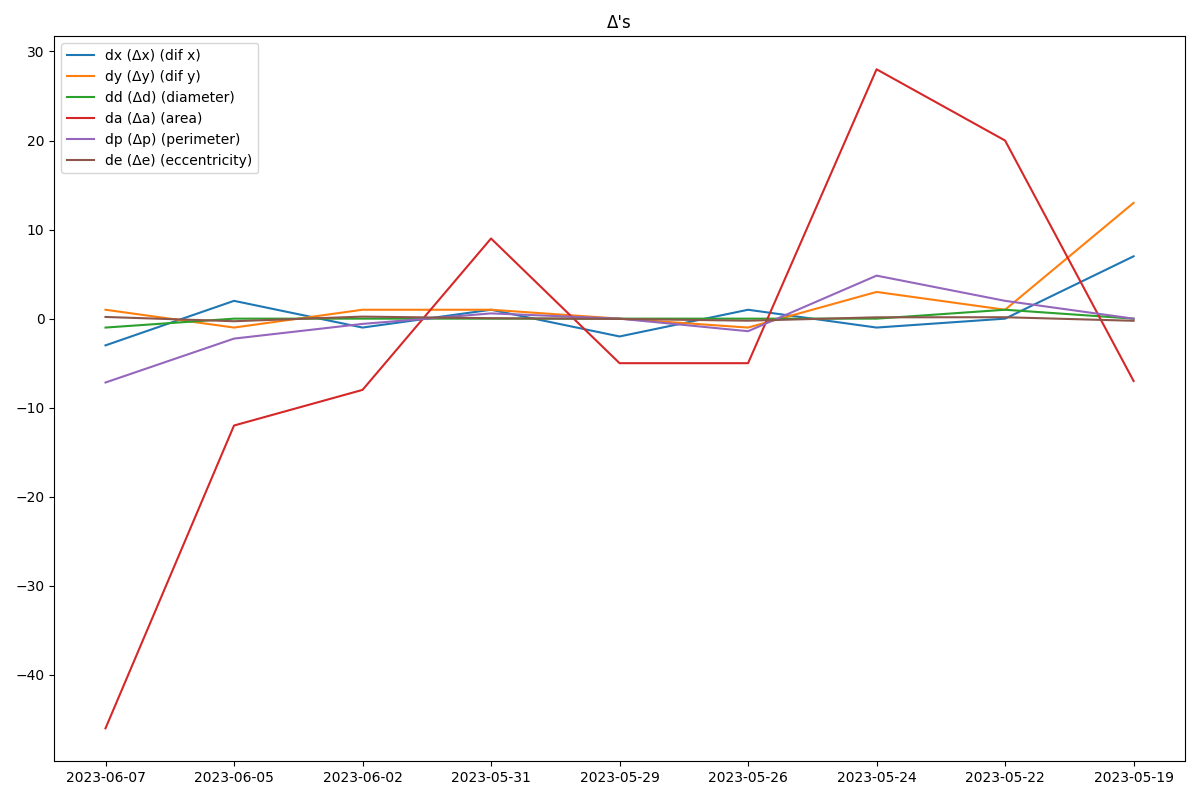 Δ's
dx (Δx) (dif x)
dy (Δy) (dif y)
dd (Δd) (diameter)
da (Δa) (area)
dp (Δp) (perimeter)
de (Δe) (eccentricity)
30
20
10
0
−10
−20
−30
−40
2023-06-07 2023-06-05 2023-06-02 2023-05-31 2023-05-29 2023-05-26 2023-05-24 2023-05-22 2023-05-19